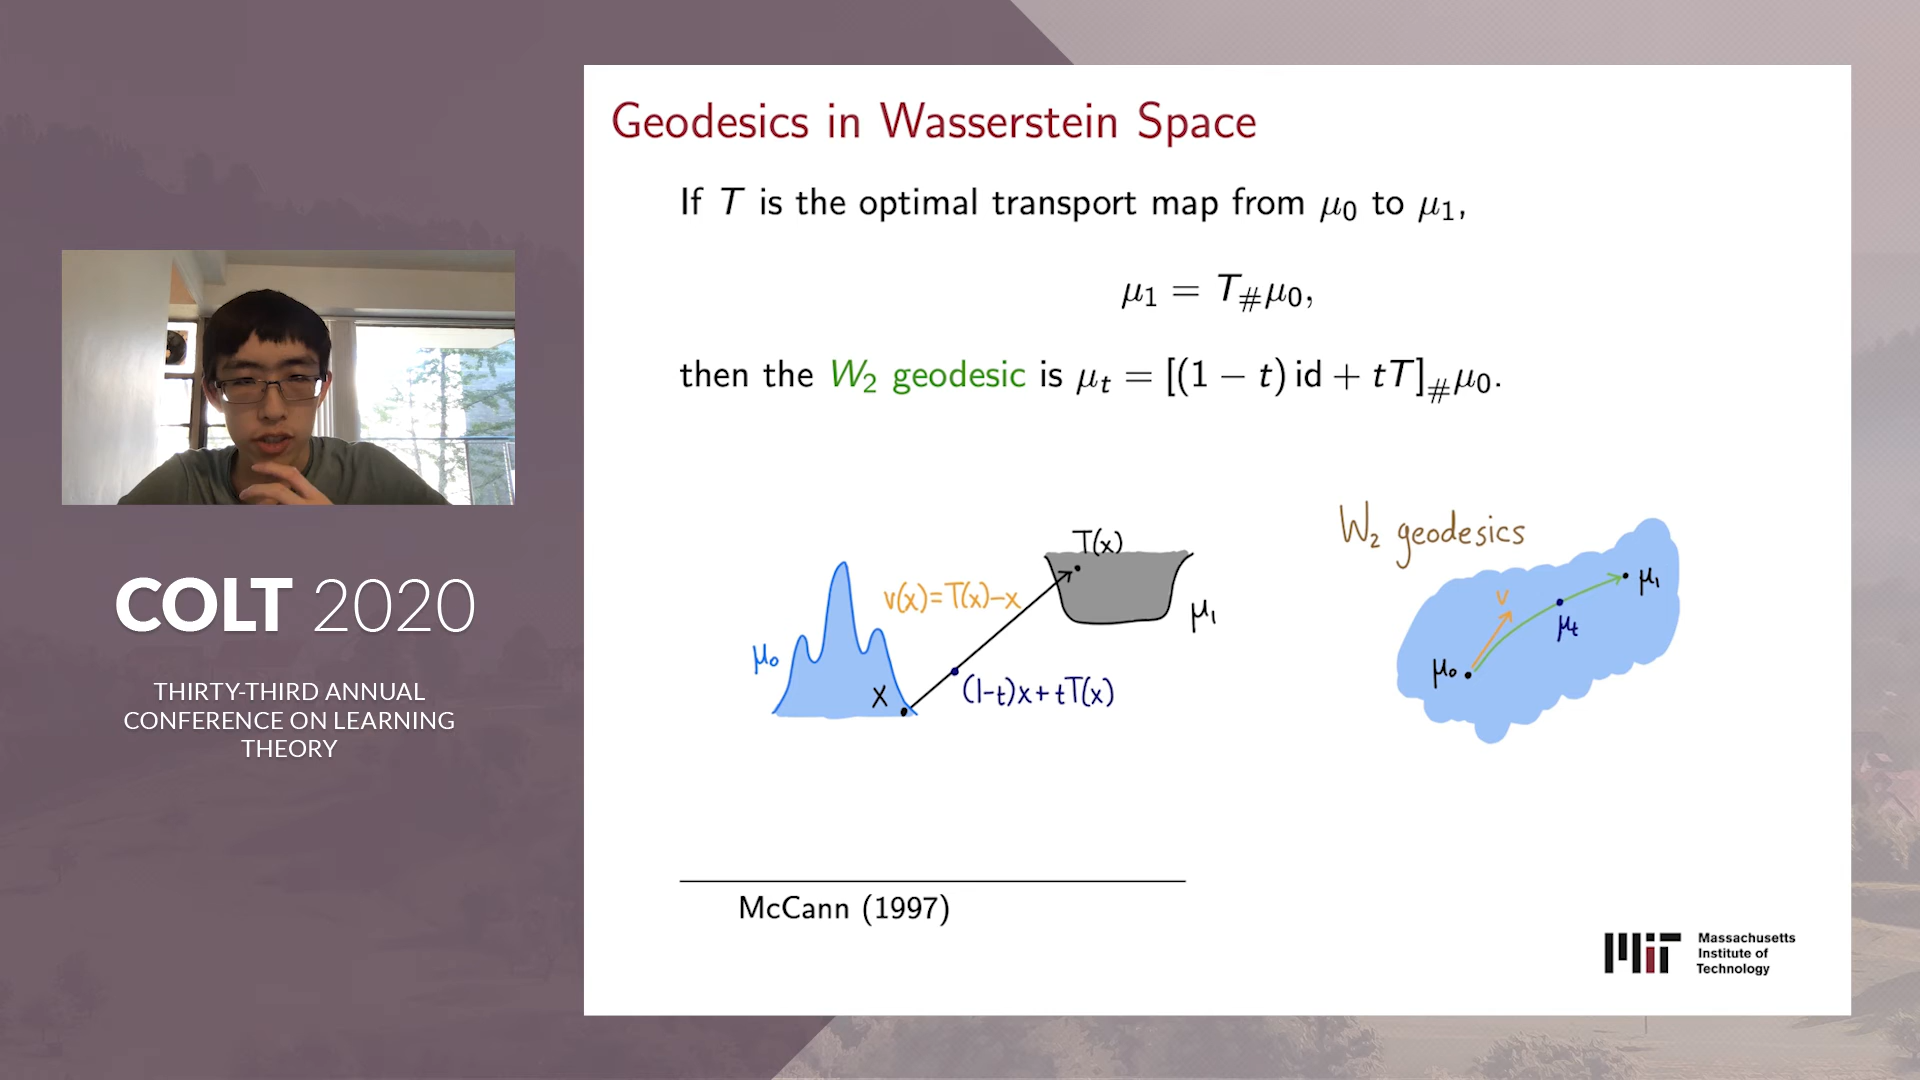 COLT 2020
THIRTY-THIRD ANNUAL
CONFERENCE ON LEARNING
THEORY
Geodesics in Wasserstein Space
If T is the optimal transport map from μ₀ to μ₁,
μ₁ = T_#μ₀,
then the W₂ geodesic is μₜ = [(1 − t) id + tT]_#μ₀.
T(x)
v(x)=T(x)−x
μ₁
μ₀
x
(1−t)x+tT(x)
W₂ geodesics
v
μ₁
μₜ
μ₀
McCann (1997)
MIT
Massachusetts
Institute of
Technology